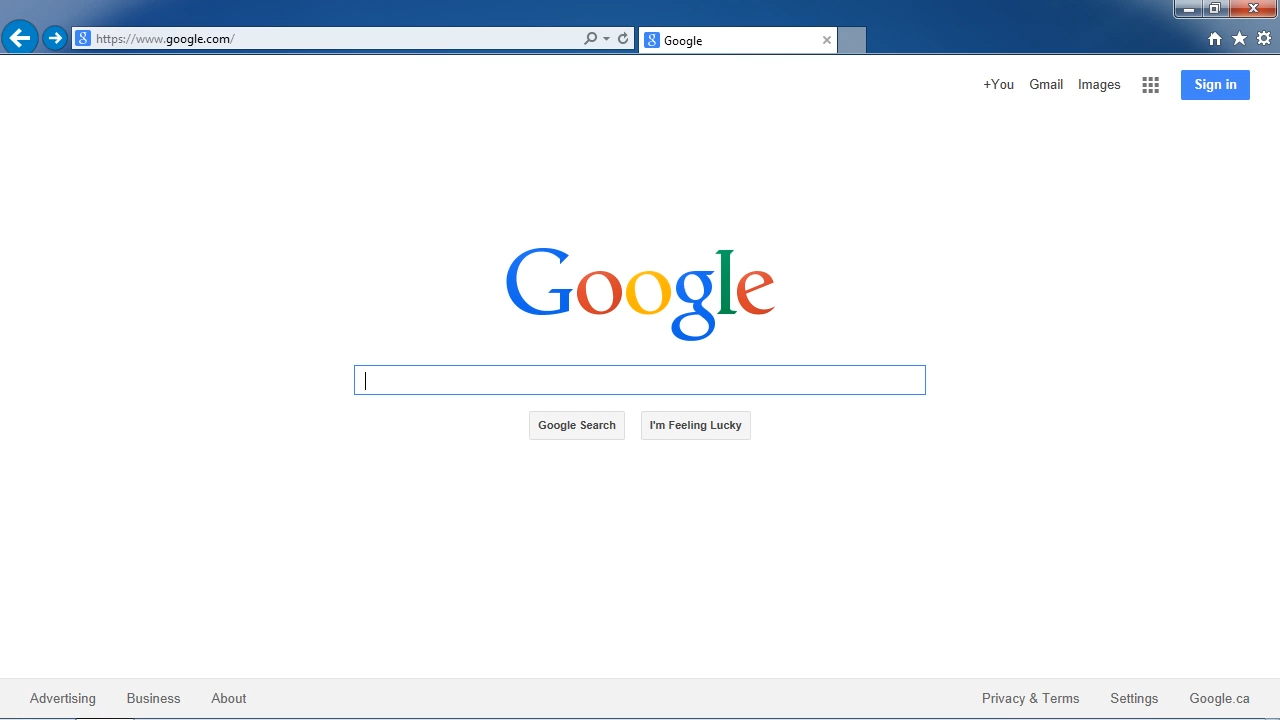 https://www.google.com/
Google
+You Gmail Images Sign in
Google
Google Search I'm Feeling Lucky
Advertising Business About Privacy & Terms Settings Google.ca